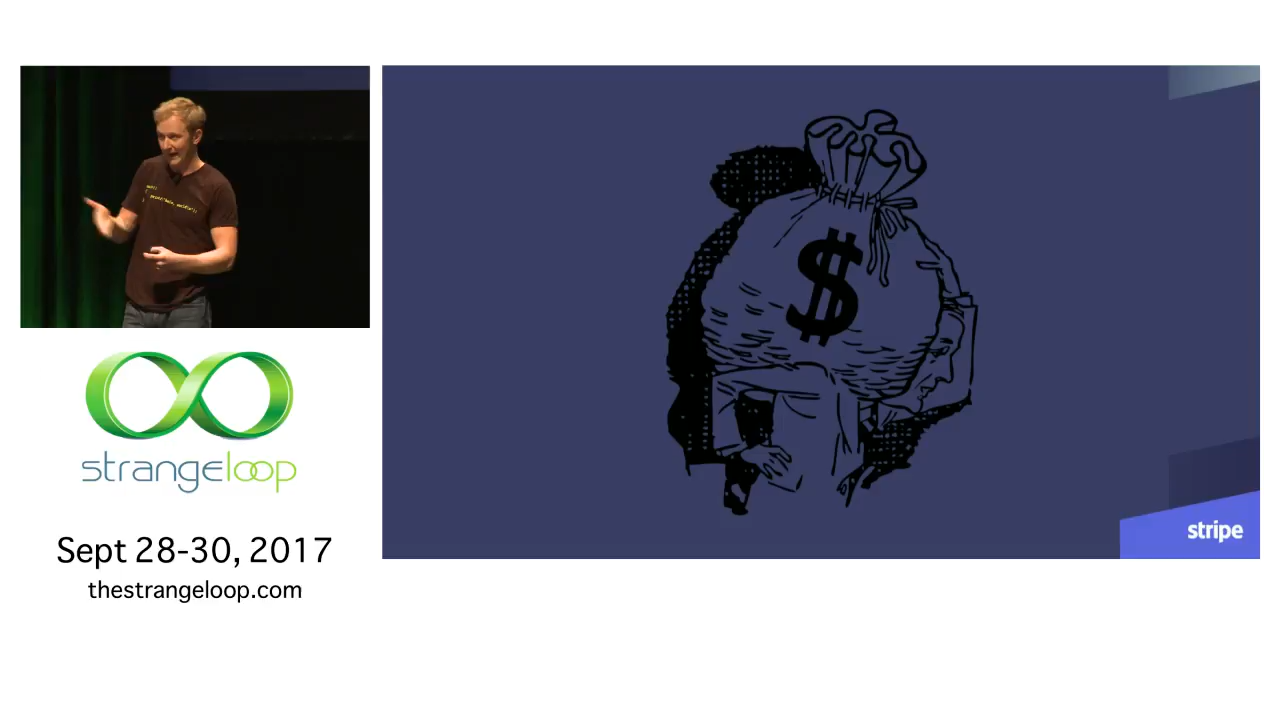 $
strangeloop
Sept 28-30, 2017
thestrangeloop.com
stripe